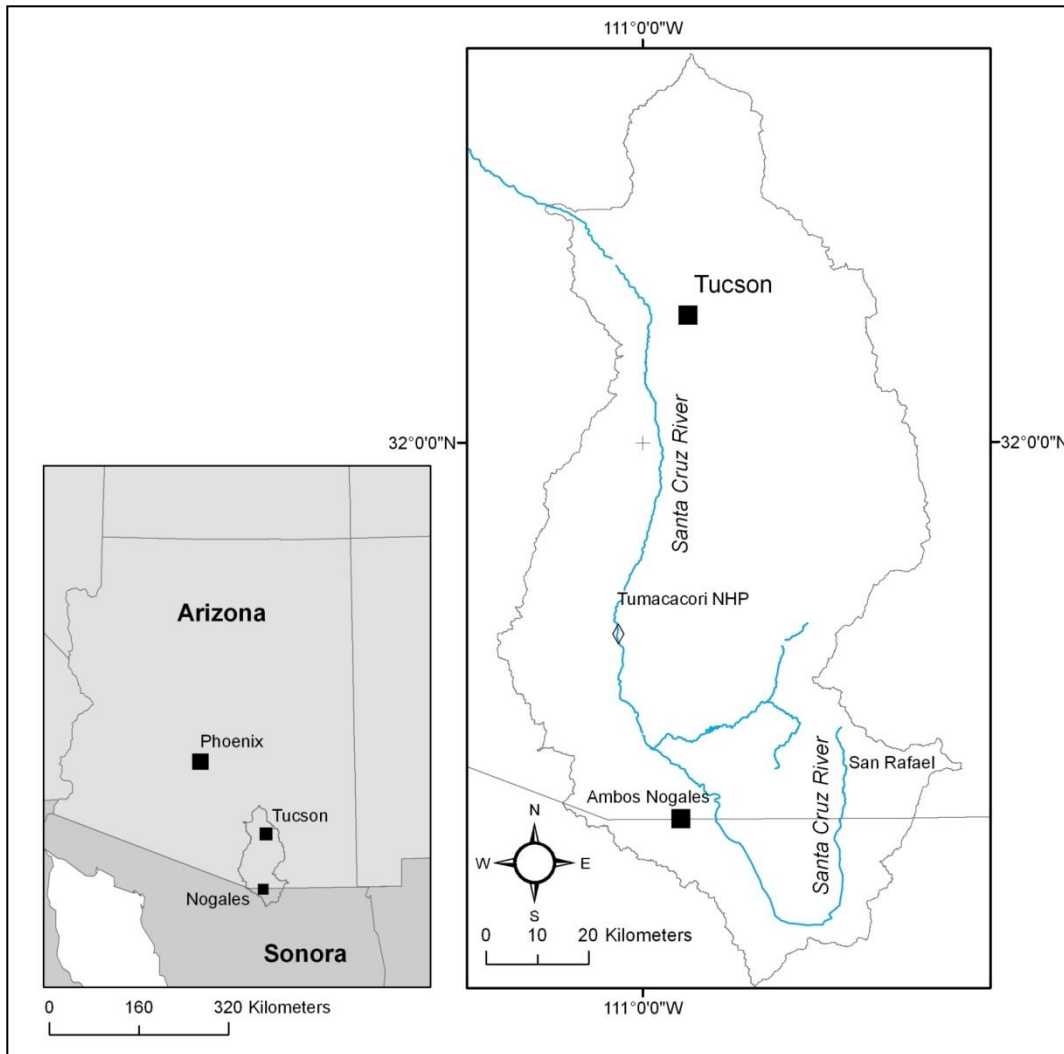 111°0'0"W
Tucson
Santa Cruz River
32°0'0"N
32°0'0"N
Tumacacori NHP
Santa Cruz River
San Rafael
Ambos Nogales
N
W
E
S
0 10 20 Kilometers
111°0'0"W
Arizona
Phoenix
Tucson
Nogales
Sonora
0 160 320 Kilometers